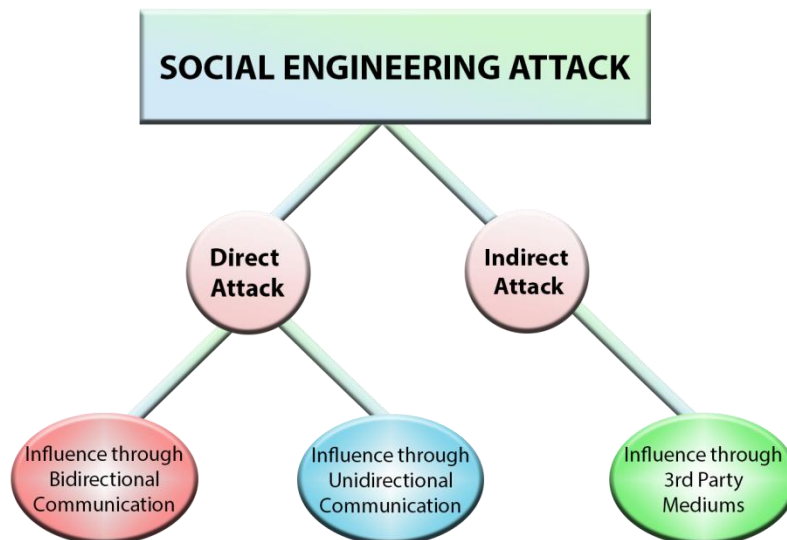 SOCIAL ENGINEERING ATTACK
Direct
Attack
Indirect
Attack
Influence through
Bidirectional
Communication
Influence through
Unidirectional
Communication
Influence through
3rd Party
Mediums